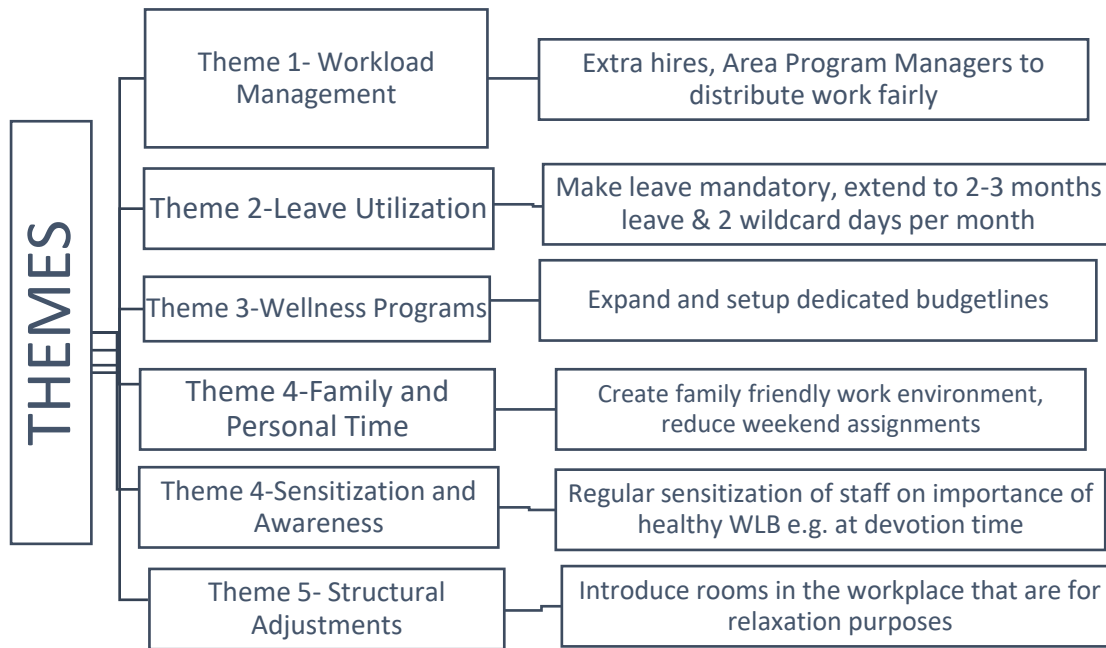 THEMES
Theme 1- Workload
Management
Extra hires, Area Program Managers to
distribute work fairly
Theme 2-Leave Utilization
Make leave mandatory, extend to 2-3 months
leave & 2 wildcard days per month
Theme 3-Wellness Programs
Expand and setup dedicated budgetlines
Theme 4-Family and
Personal Time
Create family friendly work environment,
reduce weekend assignments
Theme 4-Sensitization and
Awareness
Regular sensitization of staff on importance of
healthy WLB e.g. at devotion time
Theme 5- Structural
Adjustments
Introduce rooms in the workplace that are for
relaxation purposes